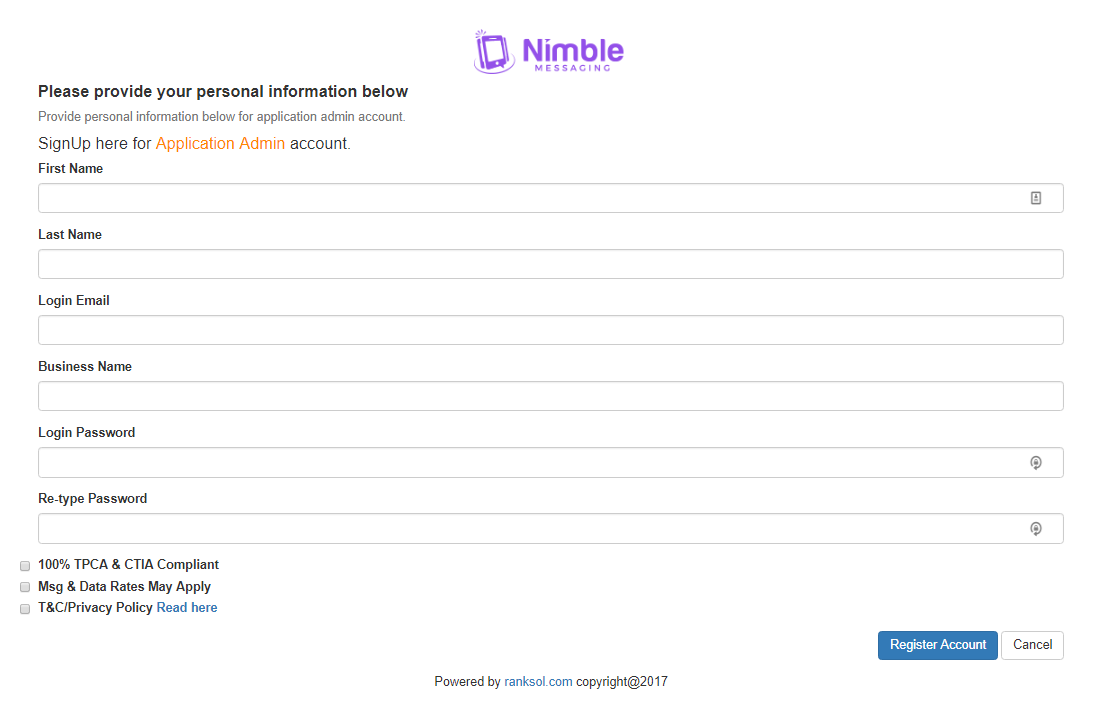 Nimble
MESSAGING
Please provide your personal information below
Provide personal information below for application admin account.
SignUp here for Application Admin account.
First Name
Last Name
Login Email
Business Name
Login Password
Re-type Password
100% TPCA & CTIA Compliant
Msg & Data Rates May Apply
T&C/Privacy Policy Read here
Register Account Cancel
Powered by ranksol.com copyright@2017